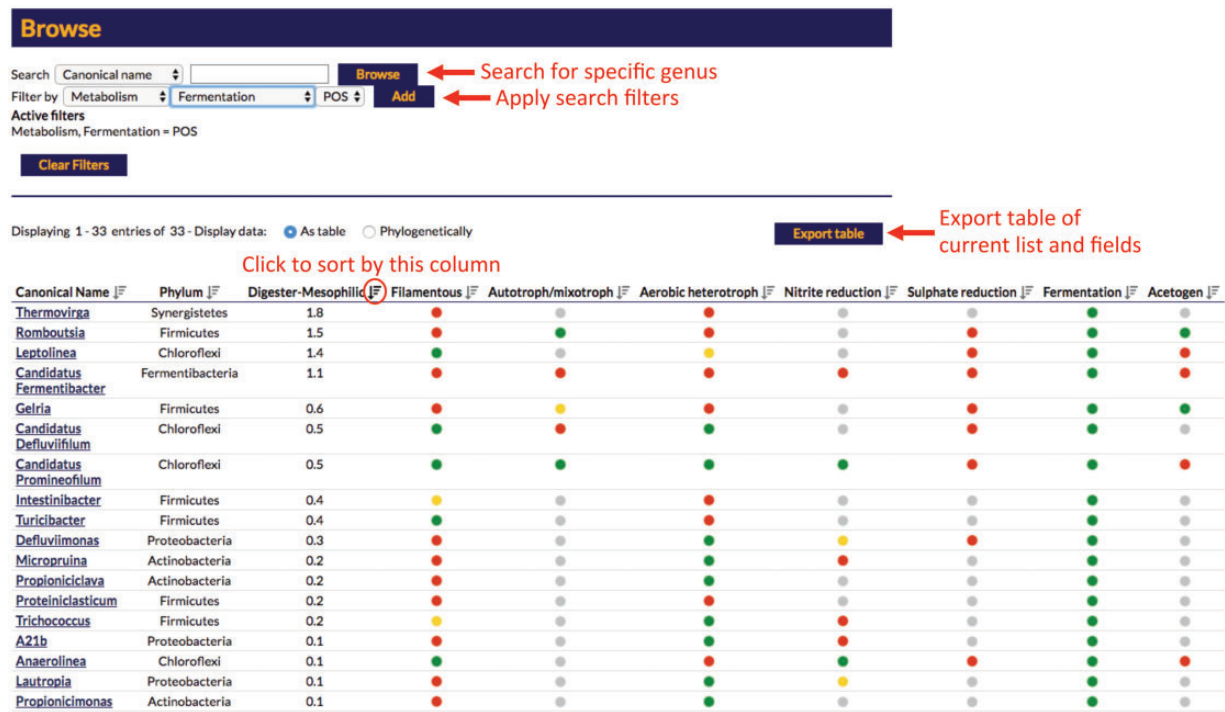 Browse
Search Canonical name Browse Search for specific genus
Filter by Metabolism Fermentation POS Add Apply search filters
Active filters
Metabolism, Fermentation = POS
Clear Filters
Displaying 1 - 33 entries of 33 - Display data: As table Phylogenetically Export table Export table of
current list and fields
Click to sort by this column
Canonical Name Phylum Digester-Mesophilic Filamentous Autotroph/mixotroph Aerobic heterotroph Nitrite reduction Sulphate reduction Fermentation Acetogen
Thermovirga Synergistetes 1.8
Romboutsia Firmicutes 1.5
Leptolinea Chloroflexi 1.4
Candidatus Fermentibacteria 1.1
Fermentibacter
Gelria Firmicutes 0.6
Candidatus Chloroflexi 0.5
Defluviifilum
Candidatus Chloroflexi 0.5
Promineofilum
Intestinibacter Firmicutes 0.4
Turicibacter Firmicutes 0.4
Defluviimonas Proteobacteria 0.3
Micropruina Actinobacteria 0.2
Propioniciclava Actinobacteria 0.2
Proteiniclasticum Firmicutes 0.2
Trichococcus Firmicutes 0.2
A21b Proteobacteria 0.1
Anaerolinea Chloroflexi 0.1
Lautropia Proteobacteria 0.1
Propionicimonas Actinobacteria 0.1